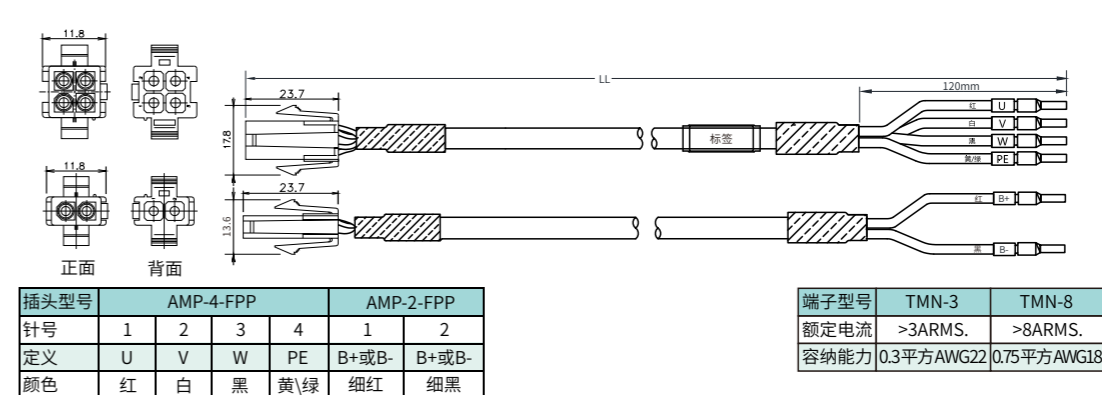 11.8
LL
120mm
23.7
17.8
标签
红 U
白 V
黑 W
黄/绿 PE
11.8
23.7
13.6
红 B+
黑 B-
正面 背面
插头型号 AMP-4-FPP AMP-2-FPP
针号 1 2 3 4 1 2
定义 U V W PE B+或B- B+或B-
颜色 红 白 黑 黄\绿 细红 细黑
端子型号 TMN-3 TMN-8
额定电流 >3ARMS. >8ARMS.
容纳能力 0.3平方AWG22 0.75平方AWG18